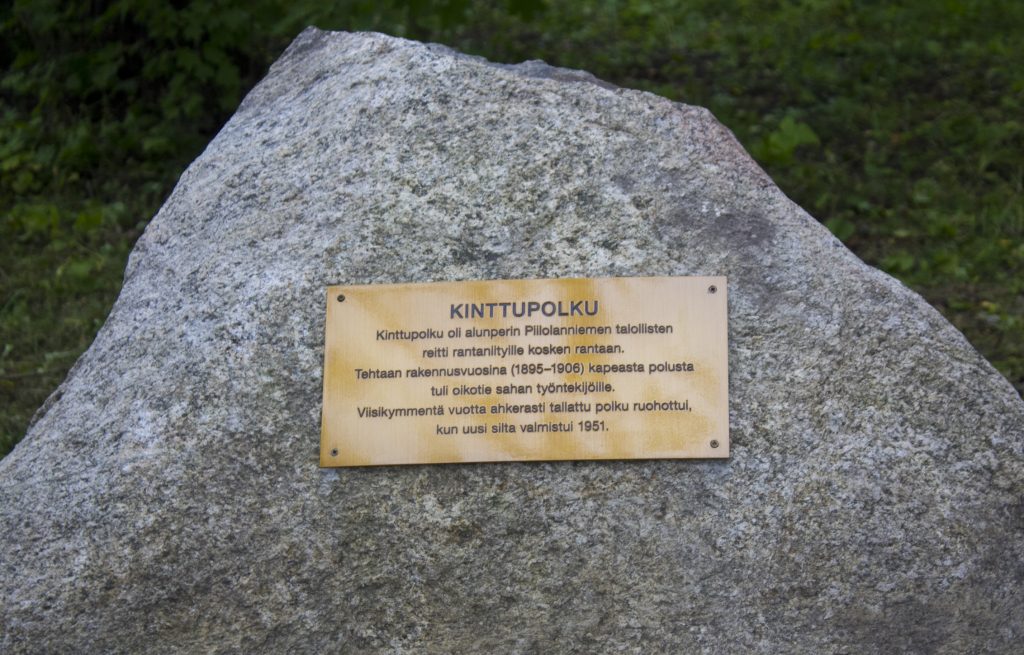 KINTTUPOLKU
Kinttupolku oli alunperin Piilolanniemen talollisten
reitti rantaniityille kosken rantaan.
Tehtaan rakennusvuosina (1895–1906) kapeasta polusta
tuli oikotie sahan työntekijöille.
Viisikymmentä vuotta ahkerasti tallattu polku ruohottui,
kun uusi silta valmistui 1951.